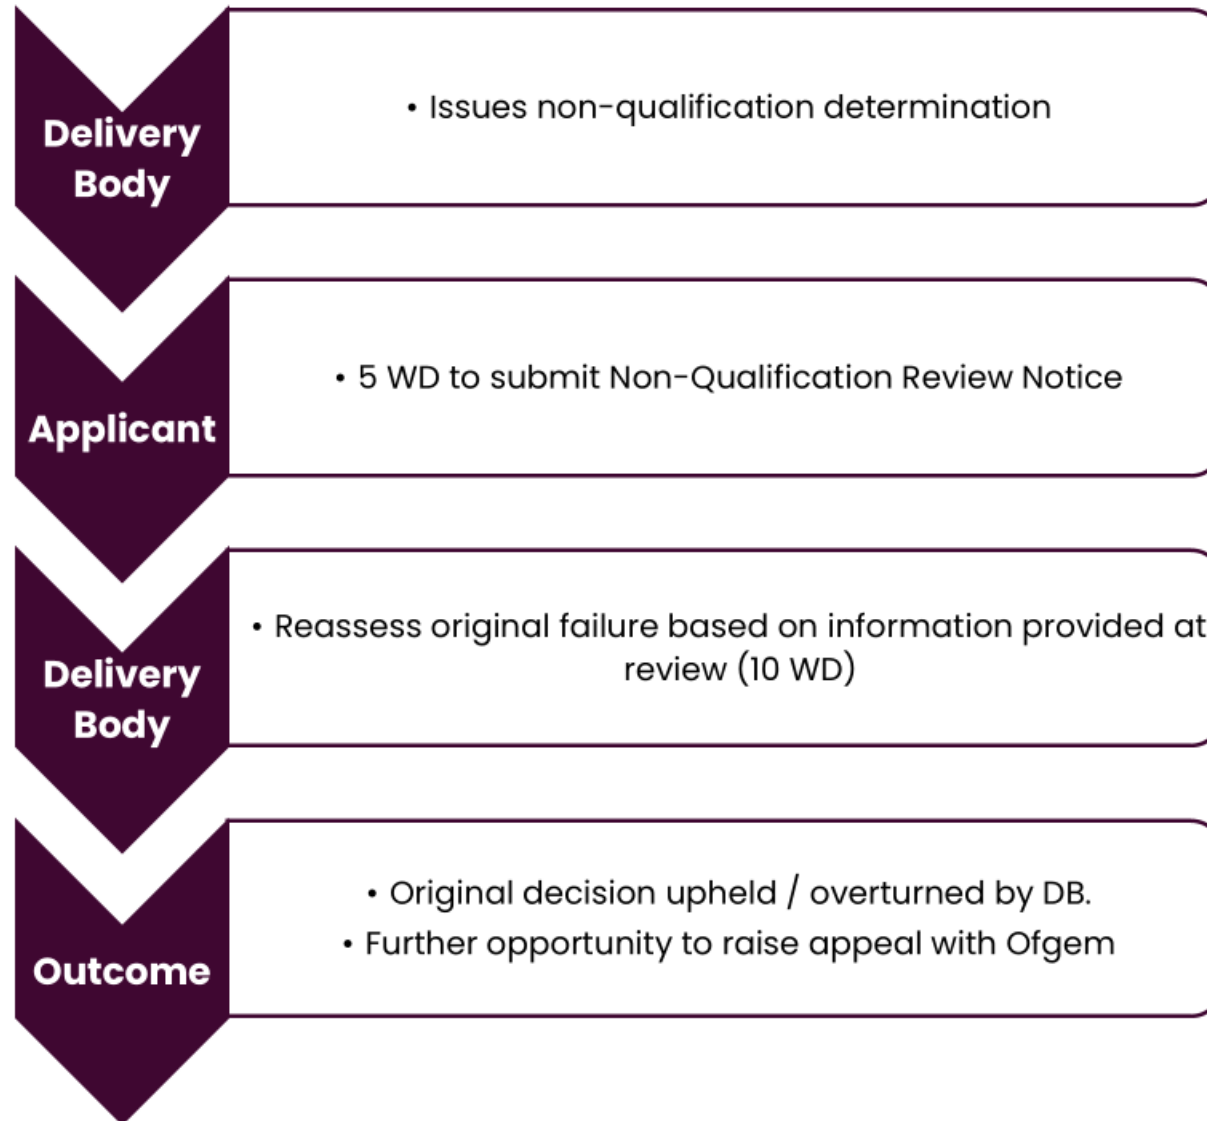 Delivery
Body
• Issues non-qualification determination
Applicant
• 5 WD to submit Non-Qualification Review Notice
Delivery
Body
• Reassess original failure based on information provided at
review (10 WD)
Outcome
• Original decision upheld / overturned by DB.
• Further opportunity to raise appeal with Ofgem